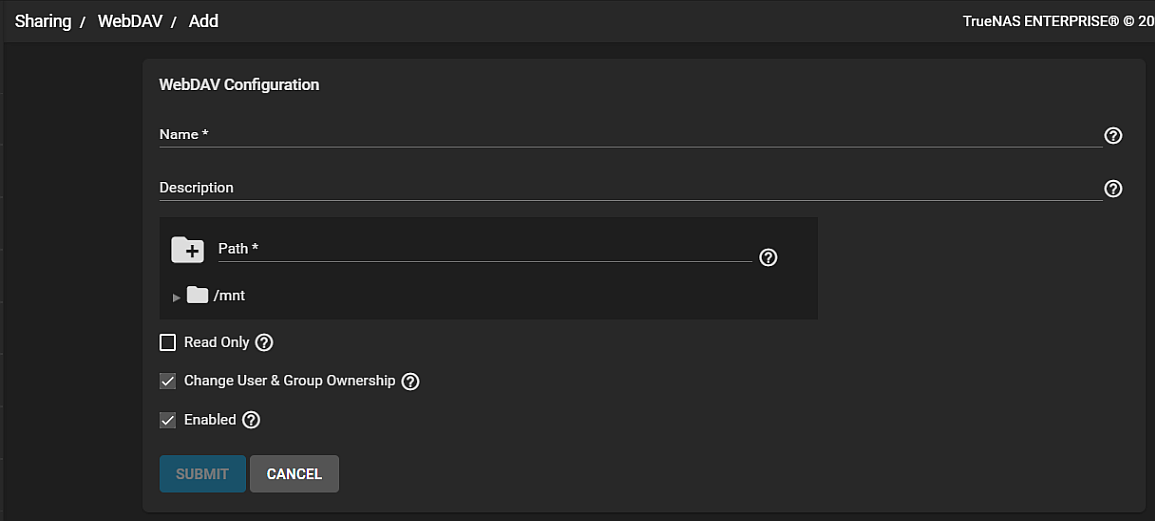 Sharing / WebDAV / Add
TrueNAS ENTERPRISE® © 20
WebDAV Configuration
Name *
Description
Path *
/mnt
Read Only
Change User & Group Ownership
Enabled
SUBMIT CANCEL